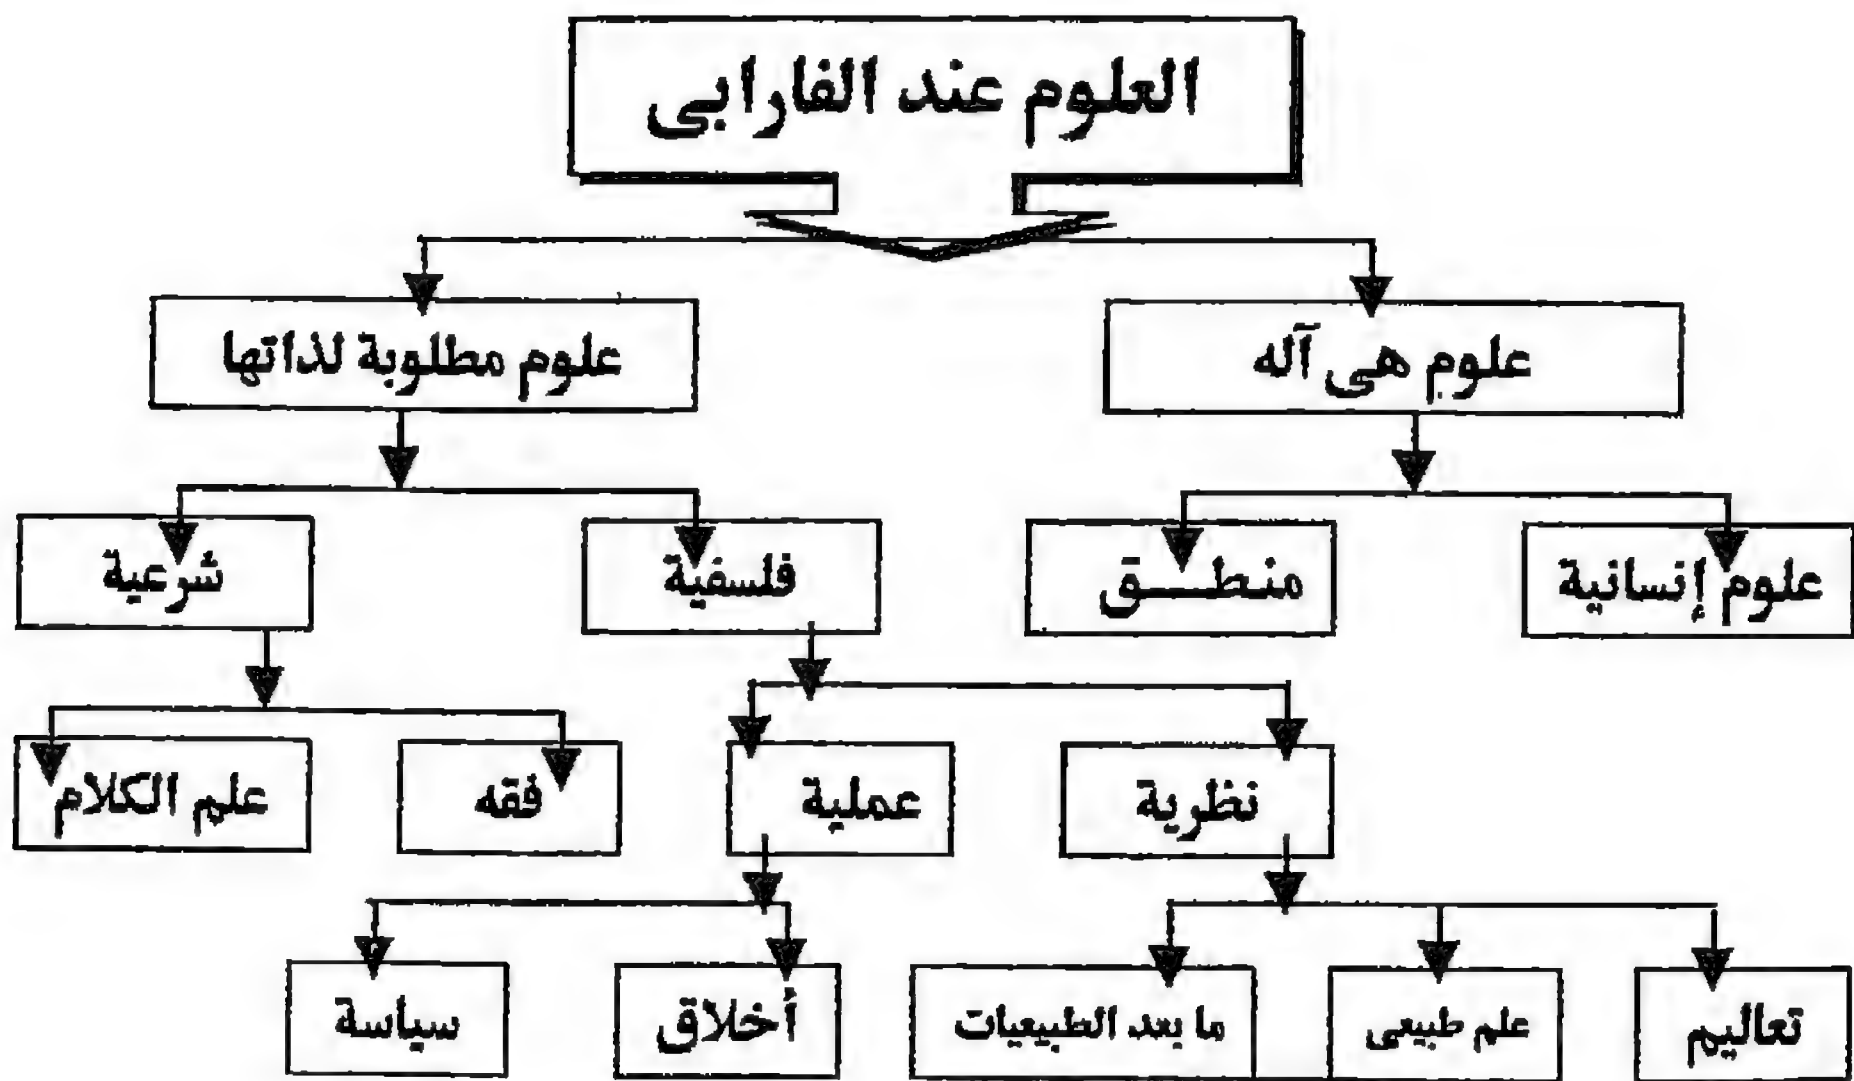 العلوم عند الفارابى
علوم هى آله
علوم مطلوبة لذاتها
علوم إنسانية
منطــــق
فلسفية
شرعية
نظرية
عملية
فقه
علم الكلام
تعاليم
علم طبيعى
ما بعد الطبيعيات
أخلاق
سياسة